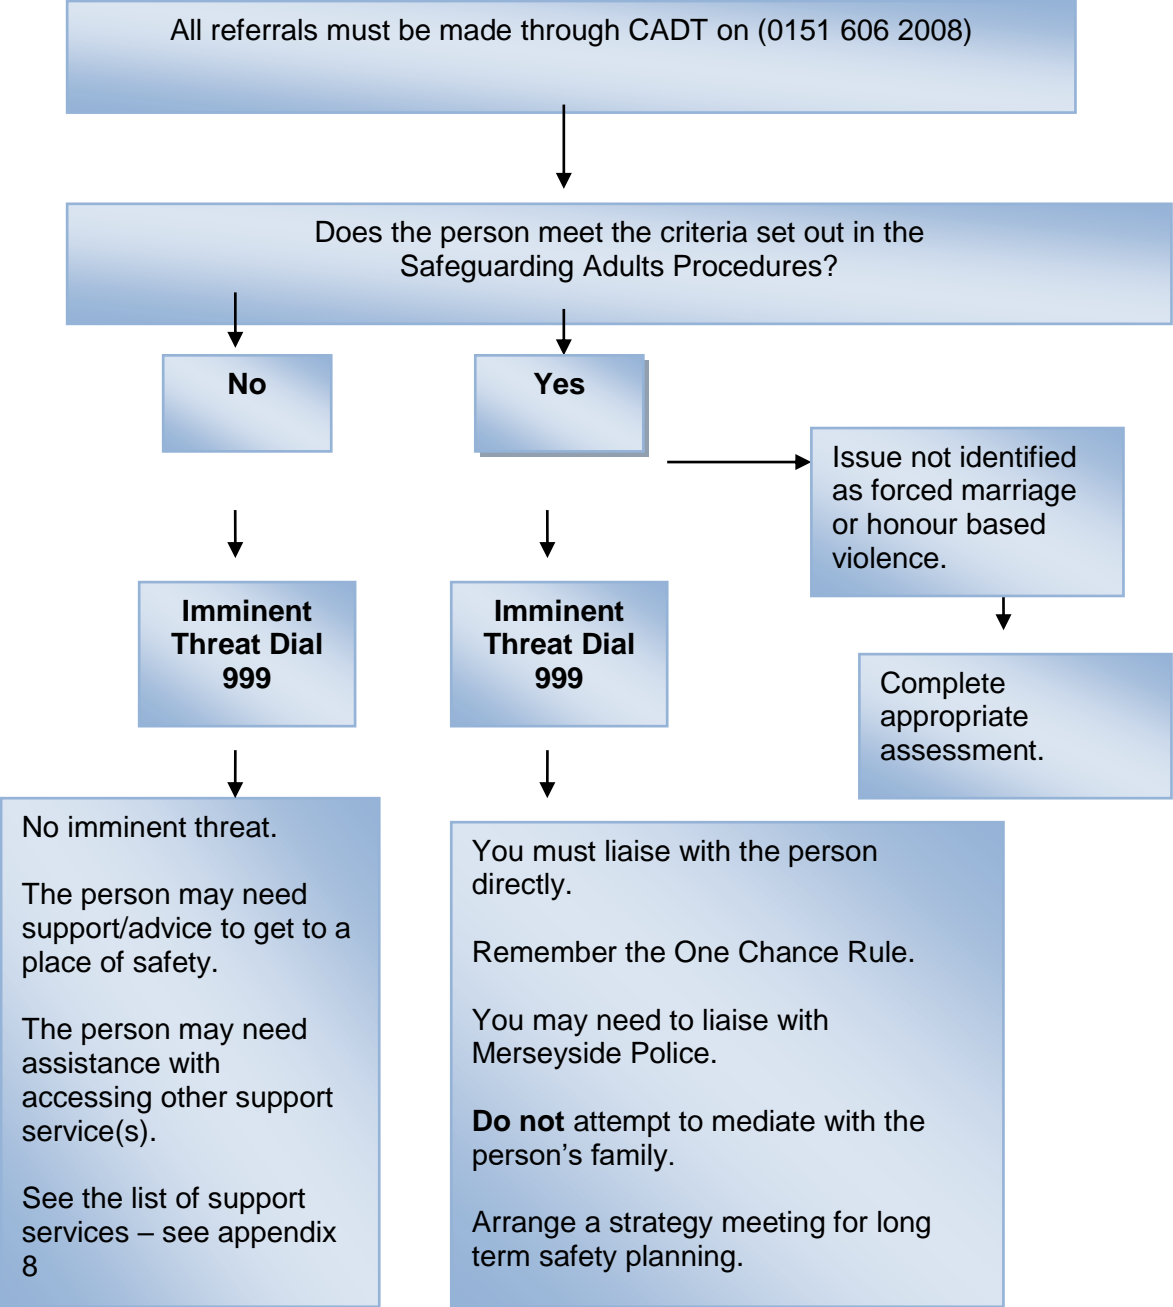 All referrals must be made through CADT on (0151 606 2008)
Does the person meet the criteria set out in the
Safeguarding Adults Procedures?
No
Yes
Issue not identified
as forced marriage
or honour based
violence.
Imminent
Threat Dial
999
Imminent
Threat Dial
999
Complete
appropriate
assessment.
No imminent threat.
The person may need
support/advice to get to a
place of safety.
The person may need
assistance with
accessing other support
service(s).
See the list of support
services – see appendix
8
You must liaise with the person
directly.
Remember the One Chance Rule.
You may need to liaise with
Merseyside Police.
Do not attempt to mediate with the
person’s family.
Arrange a strategy meeting for long
term safety planning.